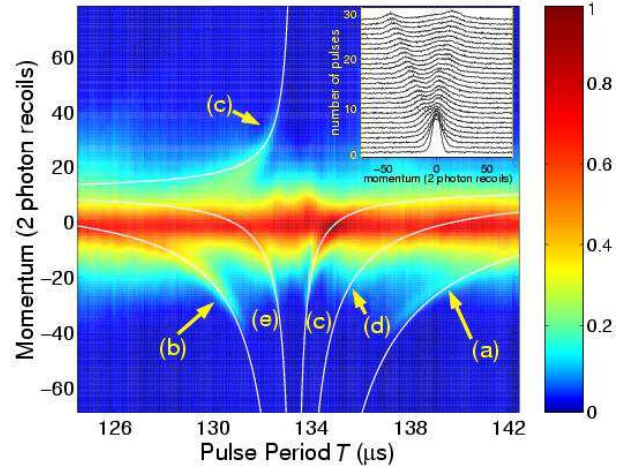 80
60
40
20
0
−20
−40
−60
Momentum (2 photon recoils)
126
130
134
138
142
Pulse Period T (μs)
(c)
(b)
(e)
(c)
(d)
(a)
30
20
10
0
number of pulses
−50
0
50
momentum (2 photon recoils)
1
0.8
0.6
0.4
0.2
0